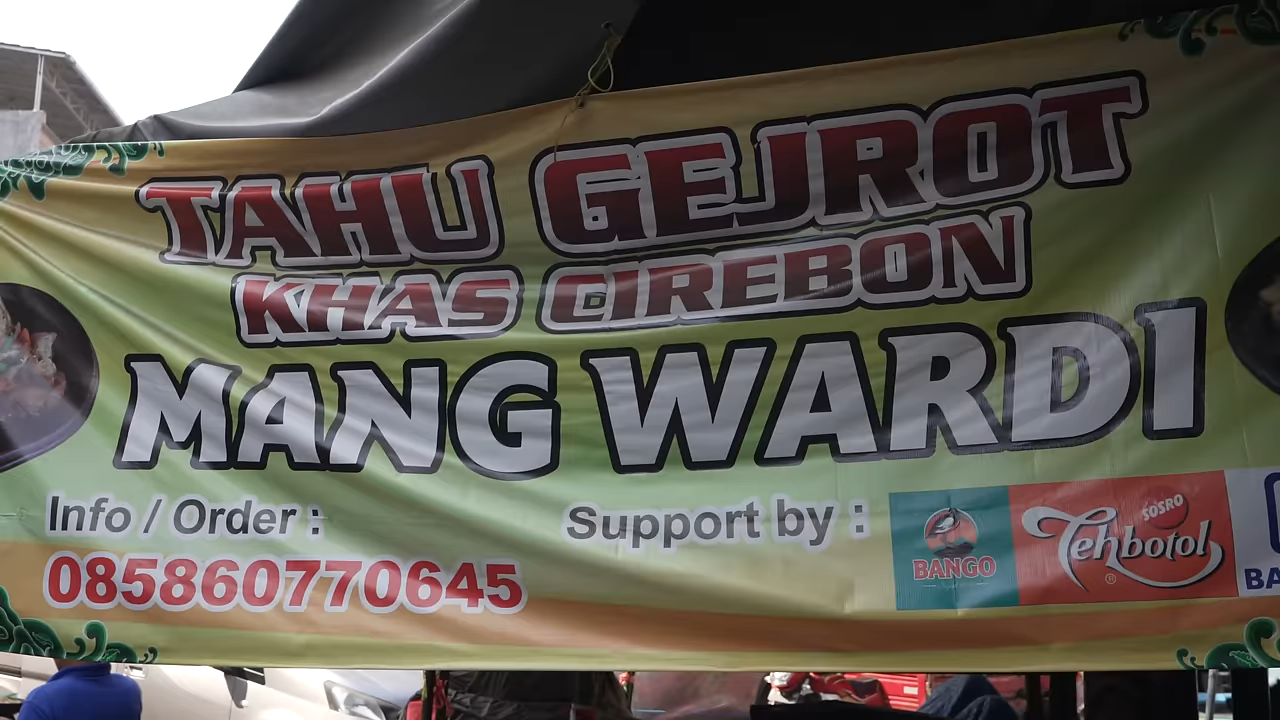 TAHU GEJROT
KHAS CIREBON
MANG WARDI
Info / Order :
085860770645
Support by :
BANGO
SOSRO
Tehbotol
®